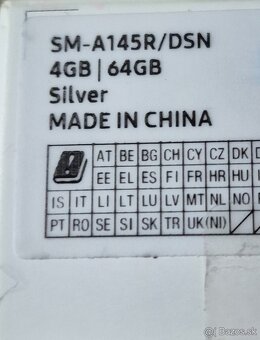 SM-A145R/DSN
4GB | 64GB
Silver
MADE IN CHINA
AT BE BG CH CY CZ DK
EE EL ES FI FR HR HU
IS IT LI LT LU LV MT NL NO
PT RO SE SI SK TR UK(NI)
bazos.sk